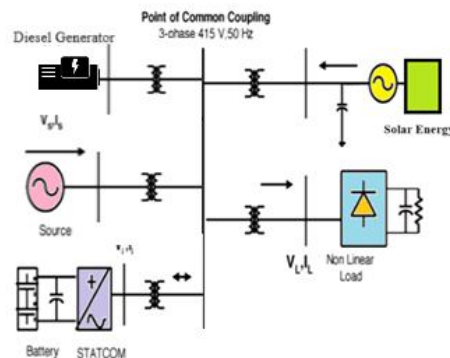 Point of Common Coupling
3-phase 415 V,50 Hz
Diesel Generator
Vs,Is
Solar Energy
Source
VL,IL
Non Linear
Load
Battery
STATCOM